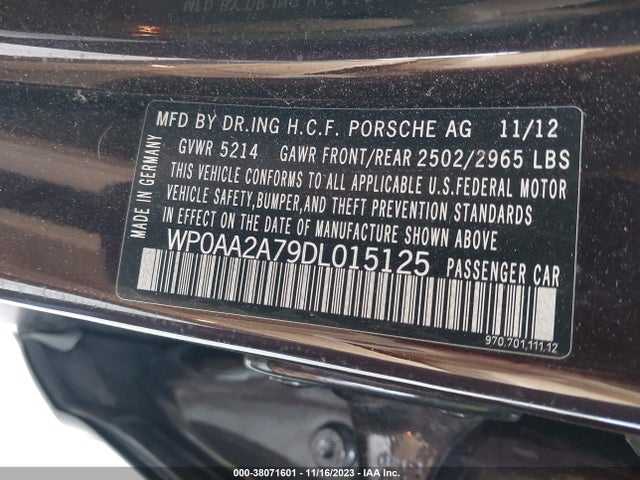 MFD BY DR.ING H.C.F. PORSCHE AG 11/12
GVWR 5214 GAWR FRONT/REAR 2502/2965 LBS
THIS VEHICLE CONFORMS TO ALL APPLICABLE U.S.FEDERAL MOTOR
VEHICLE SAFETY,BUMPER,AND THEFT PREVENTION STANDARDS
IN EFFECT ON THE DATE OF MANUFACTURE SHOWN ABOVE.
WP0AA2A79DL015125 PASSENGER CAR
MADE IN GERMANY
970.701.111.12
000-38071601 - 11/16/2023 - IAA Inc.